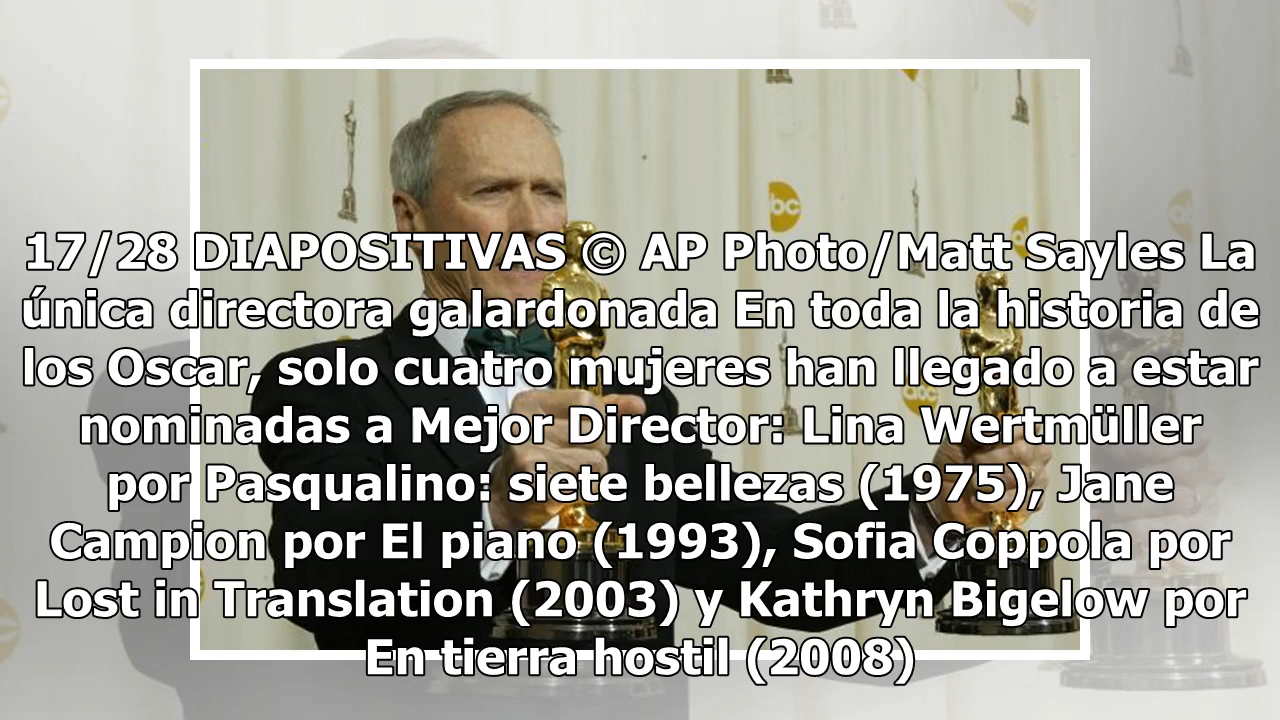 abc
17/28 DIAPOSITIVAS © AP Photo/Matt Sayles La
única directora galardonada En toda la historia de
los Oscar, solo cuatro mujeres han llegado a estar
nominadas a Mejor Director: Lina Wertmüller
por Pasqualino: siete bellezas (1975), Jane
Campion por El piano (1993), Sofia Coppola por
Lost in Translation (2003) y Kathryn Bigelow por
En tierra hostil (2008)